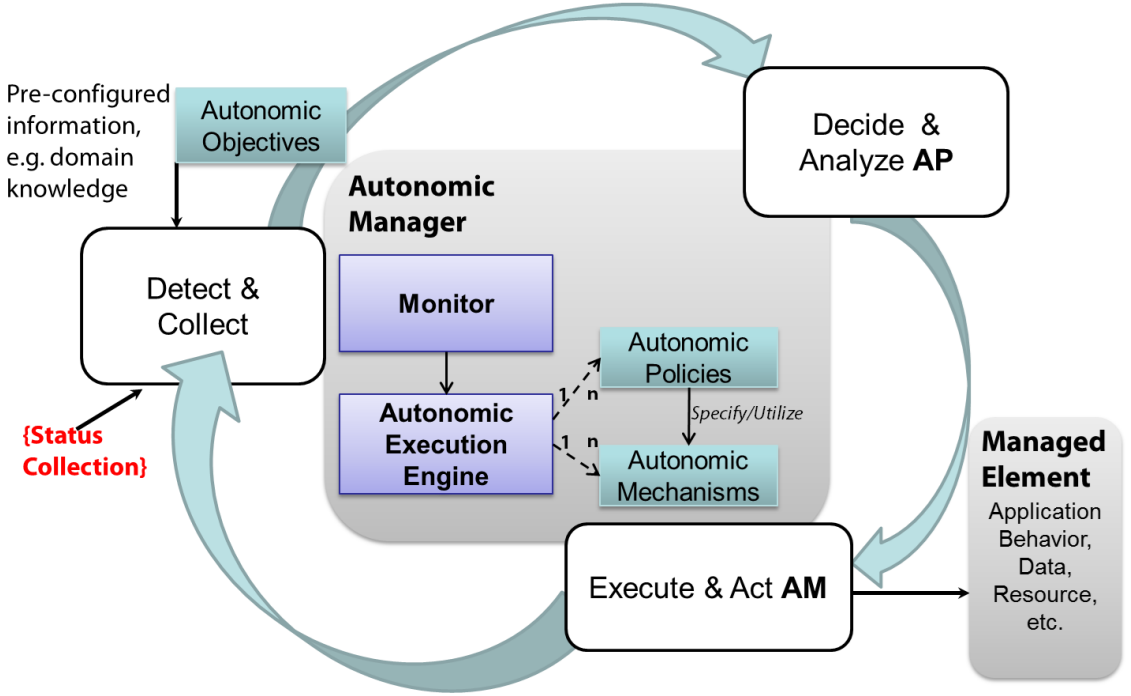 Pre-configured
information,
e.g. domain
knowledge
Autonomic
Objectives
Decide &
Analyze AP
Autonomic
Manager
Detect &
Collect
Monitor
Autonomic
Policies
1 n
Specify/Utilize
Autonomic
Execution
Engine
1 n
Autonomic
Mechanisms
{Status
Collection}
Managed
Element
Application
Behavior,
Data,
Resource,
etc.
Execute & Act AM